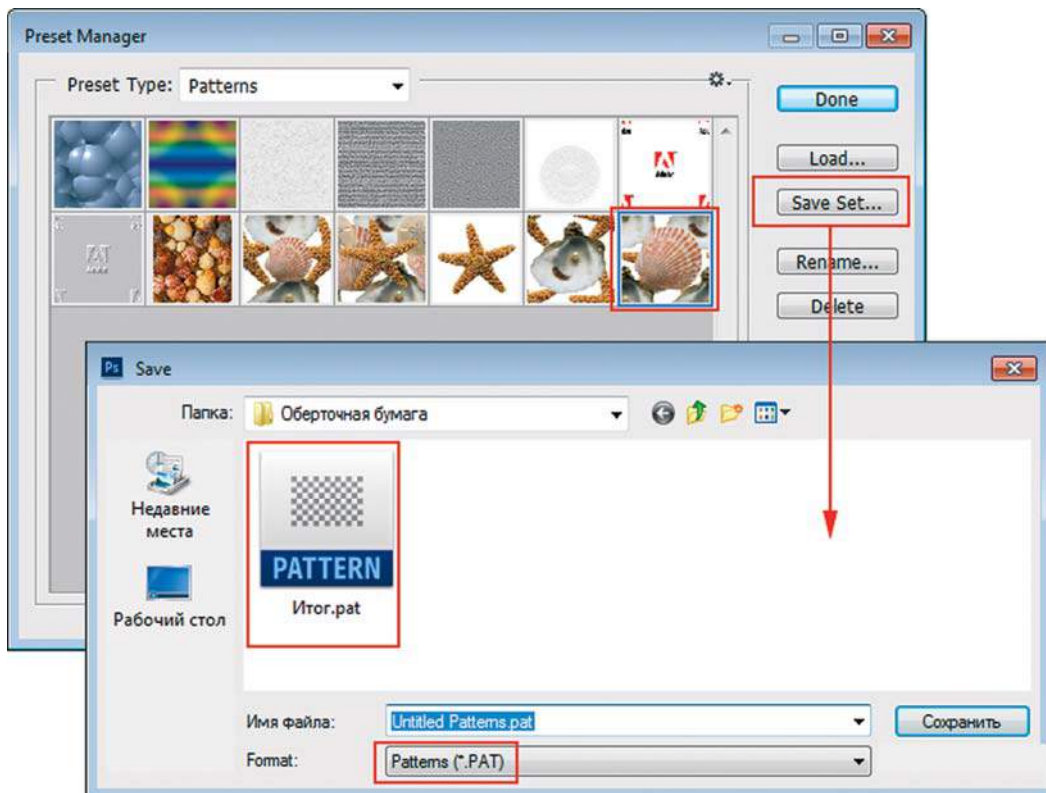 Preset Manager
Preset Type: Patterns
Done
Load...
Save Set...
Rename...
Delete
Ps Save
Папка: Оберточная бумага
Недавние
места
Рабочий стол
PATTERN
Итог.pat
Имя файла: Untitled Patterns.pat
Сохранить
Format: Patterns (*.PAT)